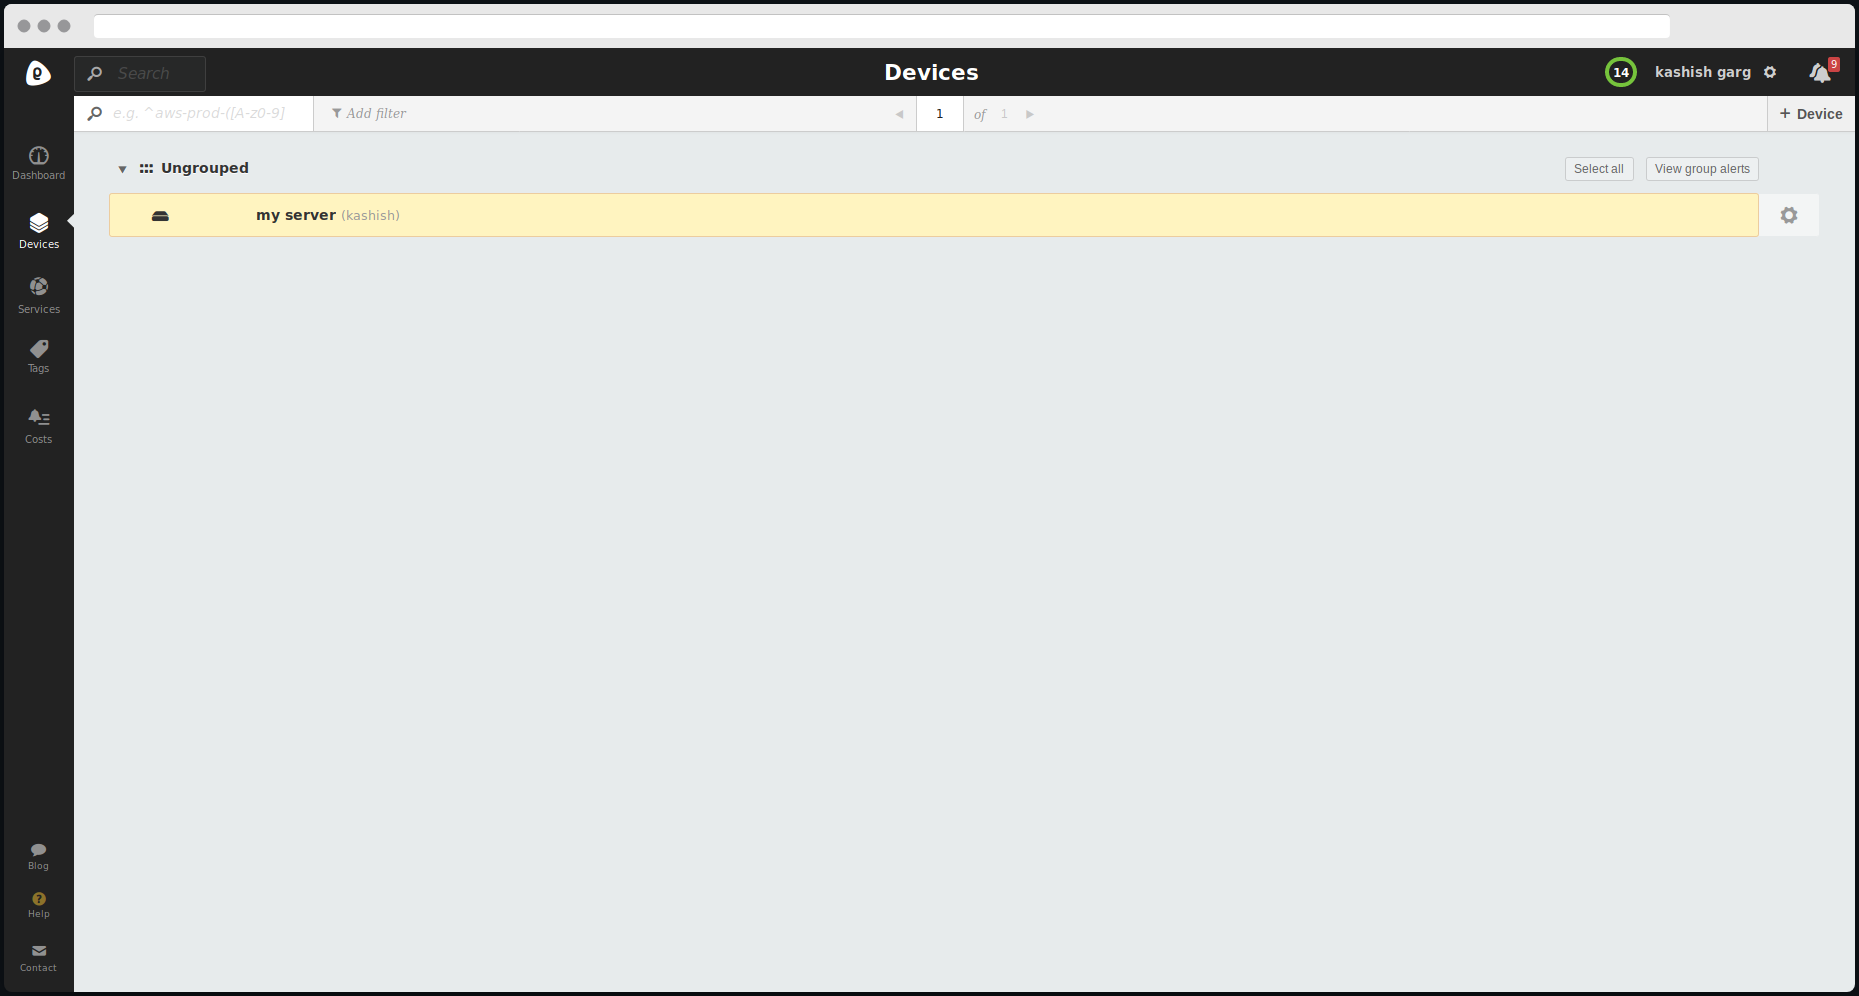 Search
Devices
14
kashish garg
9
e.g. ^aws-prod-([A-z0-9]
Add filter
1
of 1
+ Device
Ungrouped
Select all
View group alerts
my server (kashish)
Dashboard
Devices
Services
Tags
Costs
Blog
?
Help
Contact